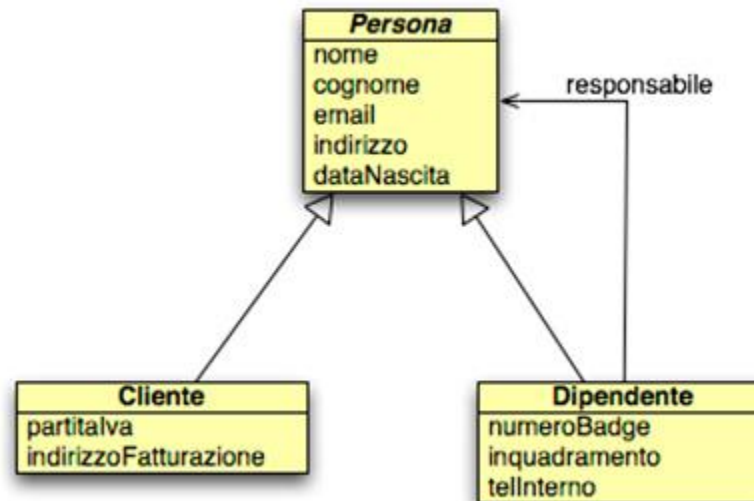 Persona
nome
cognome
email
indirizzo
dataNascita
responsabile
Cliente
partitaIva
indirizzoFatturazione
Dipendente
numeroBadge
inquadramento
telInterno